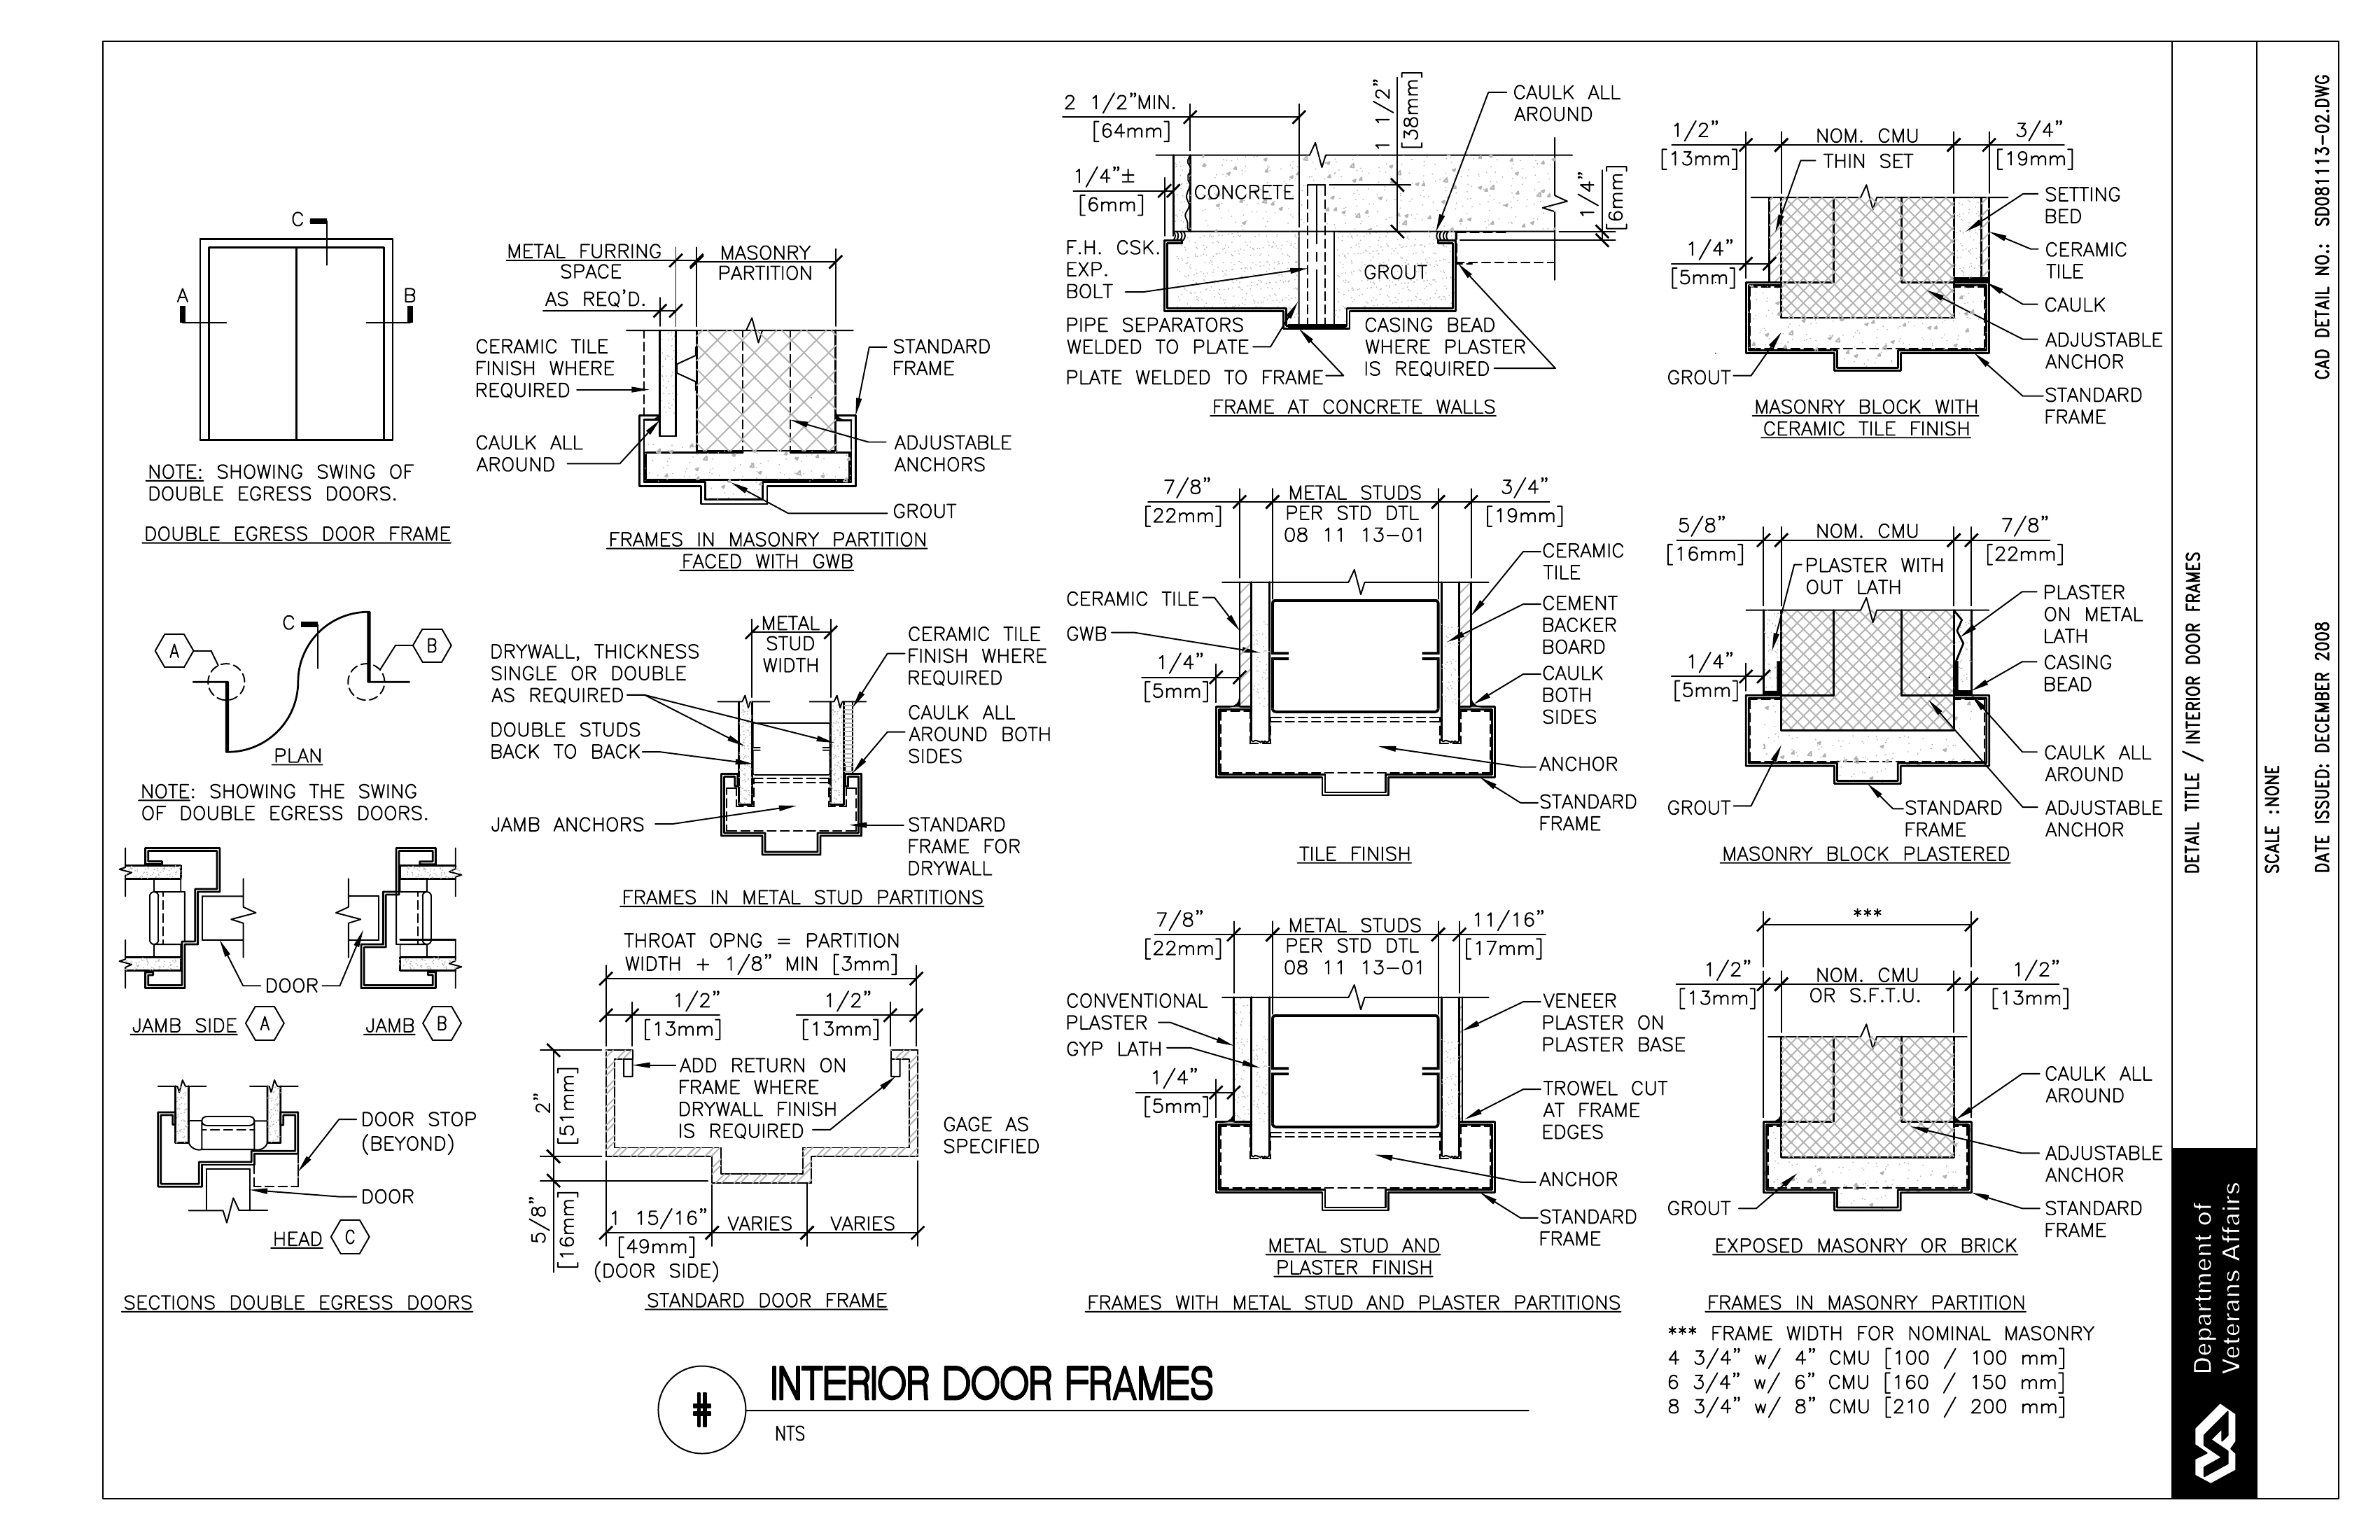 C
A
B
NOTE: SHOWING SWING OF
DOUBLE EGRESS DOORS.
DOUBLE EGRESS DOOR FRAME
C
A
B
PLAN
NOTE: SHOWING THE SWING
OF DOUBLE EGRESS DOORS.
DOOR
JAMB SIDE A
JAMB B
DOOR STOP
(BEYOND)
DOOR
HEAD C
SECTIONS DOUBLE EGRESS DOORS
METAL FURRING
SPACE
AS REQ'D.
MASONRY
PARTITION
CERAMIC TILE
FINISH WHERE
REQUIRED
STANDARD
FRAME
CAULK ALL
AROUND
ADJUSTABLE
ANCHORS
GROUT
FRAMES IN MASONRY PARTITION
FACED WITH GWB
METAL
STUD
WIDTH
DRYWALL, THICKNESS
SINGLE OR DOUBLE
AS REQUIRED
CERAMIC TILE
FINISH WHERE
REQUIRED
DOUBLE STUDS
BACK TO BACK
CAULK ALL
AROUND BOTH
SIDES
JAMB ANCHORS
STANDARD
FRAME FOR
DRYWALL
FRAMES IN METAL STUD PARTITIONS
THROAT OPNG = PARTITION
WIDTH + 1/8" MIN [3mm]
1/2"
[13mm]
1/2"
[13mm]
2"
[51mm]
ADD RETURN ON
FRAME WHERE
DRYWALL FINISH
IS REQUIRED
GAGE AS
SPECIFIED
5/8"
[16mm]
1 15/16"
[49mm]
(DOOR SIDE)
VARIES
VARIES
STANDARD DOOR FRAME
2 1/2"MIN.
[64mm]
1 1/2"
[38mm]
CAULK ALL
AROUND
1/4"±
[6mm]
CONCRETE
1/4"
[6mm]
F.H. CSK.
EXP.
BOLT
GROUT
PIPE SEPARATORS
WELDED TO PLATE
PLATE WELDED TO FRAME
CASING BEAD
WHERE PLASTER
IS REQUIRED
FRAME AT CONCRETE WALLS
7/8"
[22mm]
METAL STUDS
PER STD DTL
08 11 13-01
3/4"
[19mm]
CERAMIC TILE
GWB
1/4"
[5mm]
CERAMIC
TILE
CEMENT
BACKER
BOARD
CAULK
BOTH
SIDES
ANCHOR
STANDARD
FRAME
TILE FINISH
7/8"
[22mm]
METAL STUDS
PER STD DTL
08 11 13-01
11/16"
[17mm]
CONVENTIONAL
PLASTER
GYP LATH
1/4"
[5mm]
VENEER
PLASTER ON
PLASTER BASE
TROWEL CUT
AT FRAME
EDGES
ANCHOR
STANDARD
FRAME
METAL STUD AND
PLASTER FINISH
FRAMES WITH METAL STUD AND PLASTER PARTITIONS
1/2"
[13mm]
NOM. CMU
3/4"
[19mm]
THIN SET
SETTING
BED
1/4"
[5mm]
CERAMIC
TILE
CAULK
ADJUSTABLE
ANCHOR
GROUT
STANDARD
FRAME
MASONRY BLOCK WITH
CERAMIC TILE FINISH
5/8"
[16mm]
NOM. CMU
7/8"
[22mm]
PLASTER WITH
OUT LATH
PLASTER
ON METAL
LATH
1/4"
[5mm]
CASING
BEAD
CAULK ALL
AROUND
GROUT
STANDARD
FRAME
ADJUSTABLE
ANCHOR
MASONRY BLOCK PLASTERED
***
1/2"
[13mm]
NOM. CMU
OR S.F.T.U.
1/2"
[13mm]
CAULK ALL
AROUND
ADJUSTABLE
ANCHOR
GROUT
STANDARD
FRAME
EXPOSED MASONRY OR BRICK
FRAMES IN MASONRY PARTITION
*** FRAME WIDTH FOR NOMINAL MASONRY
4 3/4" w/ 4" CMU [100 / 100 mm]
6 3/4" w/ 6" CMU [160 / 150 mm]
8 3/4" w/ 8" CMU [210 / 200 mm]
# INTERIOR DOOR FRAMES
NTS
DETAIL TITLE / INTERIOR DOOR FRAMES
SCALE :NONE
DATE ISSUED: DECEMBER 2008
CAD DETAIL NO.: SD081113-02.DWG
Department of
Veterans Affairs